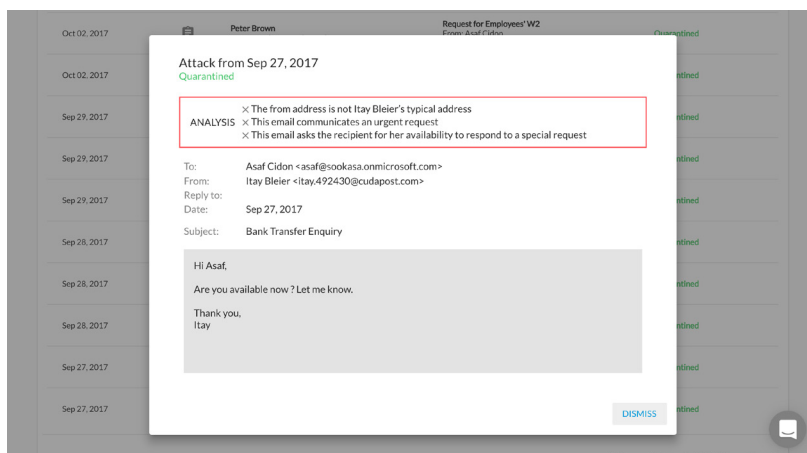 Oct 02, 2017
Peter Brown
Request for Employees' W2
From: Asaf Cidon
Quarantined
Attack from Sep 27, 2017
Quarantined
Oct 02, 2017
ntined
ANALYSIS
× The from address is not Itay Bleier's typical address
× This email communicates an urgent request
× This email asks the recipient for her availability to respond to a special request
Sep 29, 2017
ntined
Sep 29, 2017
ntined
To: Asaf Cidon <asaf@sookasa.onmicrosoft.com>
From: Itay Bleier <itay.492430@cudapost.com>
Reply to:
Date: Sep 27, 2017
Sep 29, 2017
ntined
Subject: Bank Transfer Enquiry
Sep 28, 2017
ntined
Hi Asaf,
Are you available now ? Let me know.
Thank you,
Itay
Sep 28, 2017
ntined
Sep 28, 2017
ntined
Sep 27, 2017
ntined
Sep 27, 2017
ntined
DISMISS